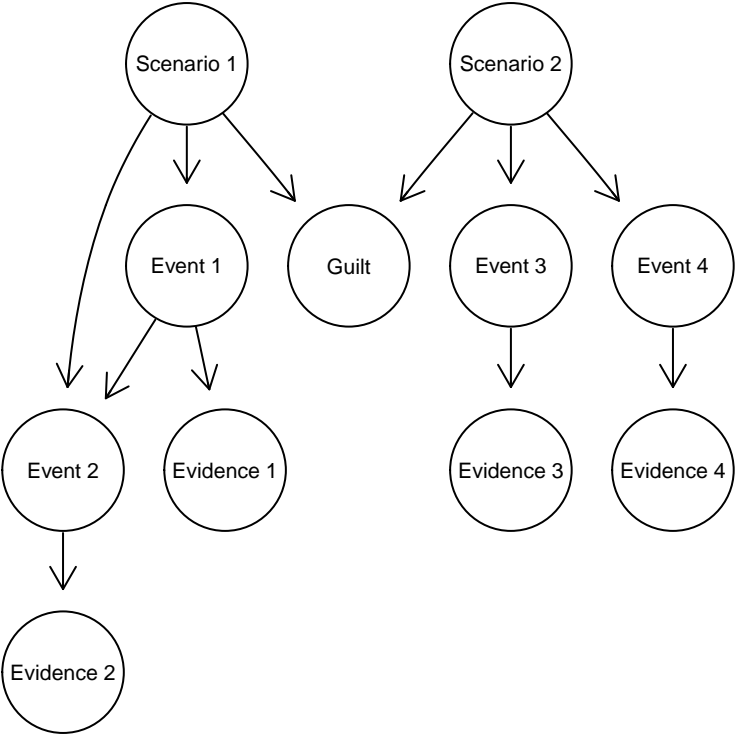 Scenario 1
Scenario 2
Event 1
Guilt
Event 3
Event 4
Event 2
Evidence 1
Evidence 3
Evidence 4
Evidence 2